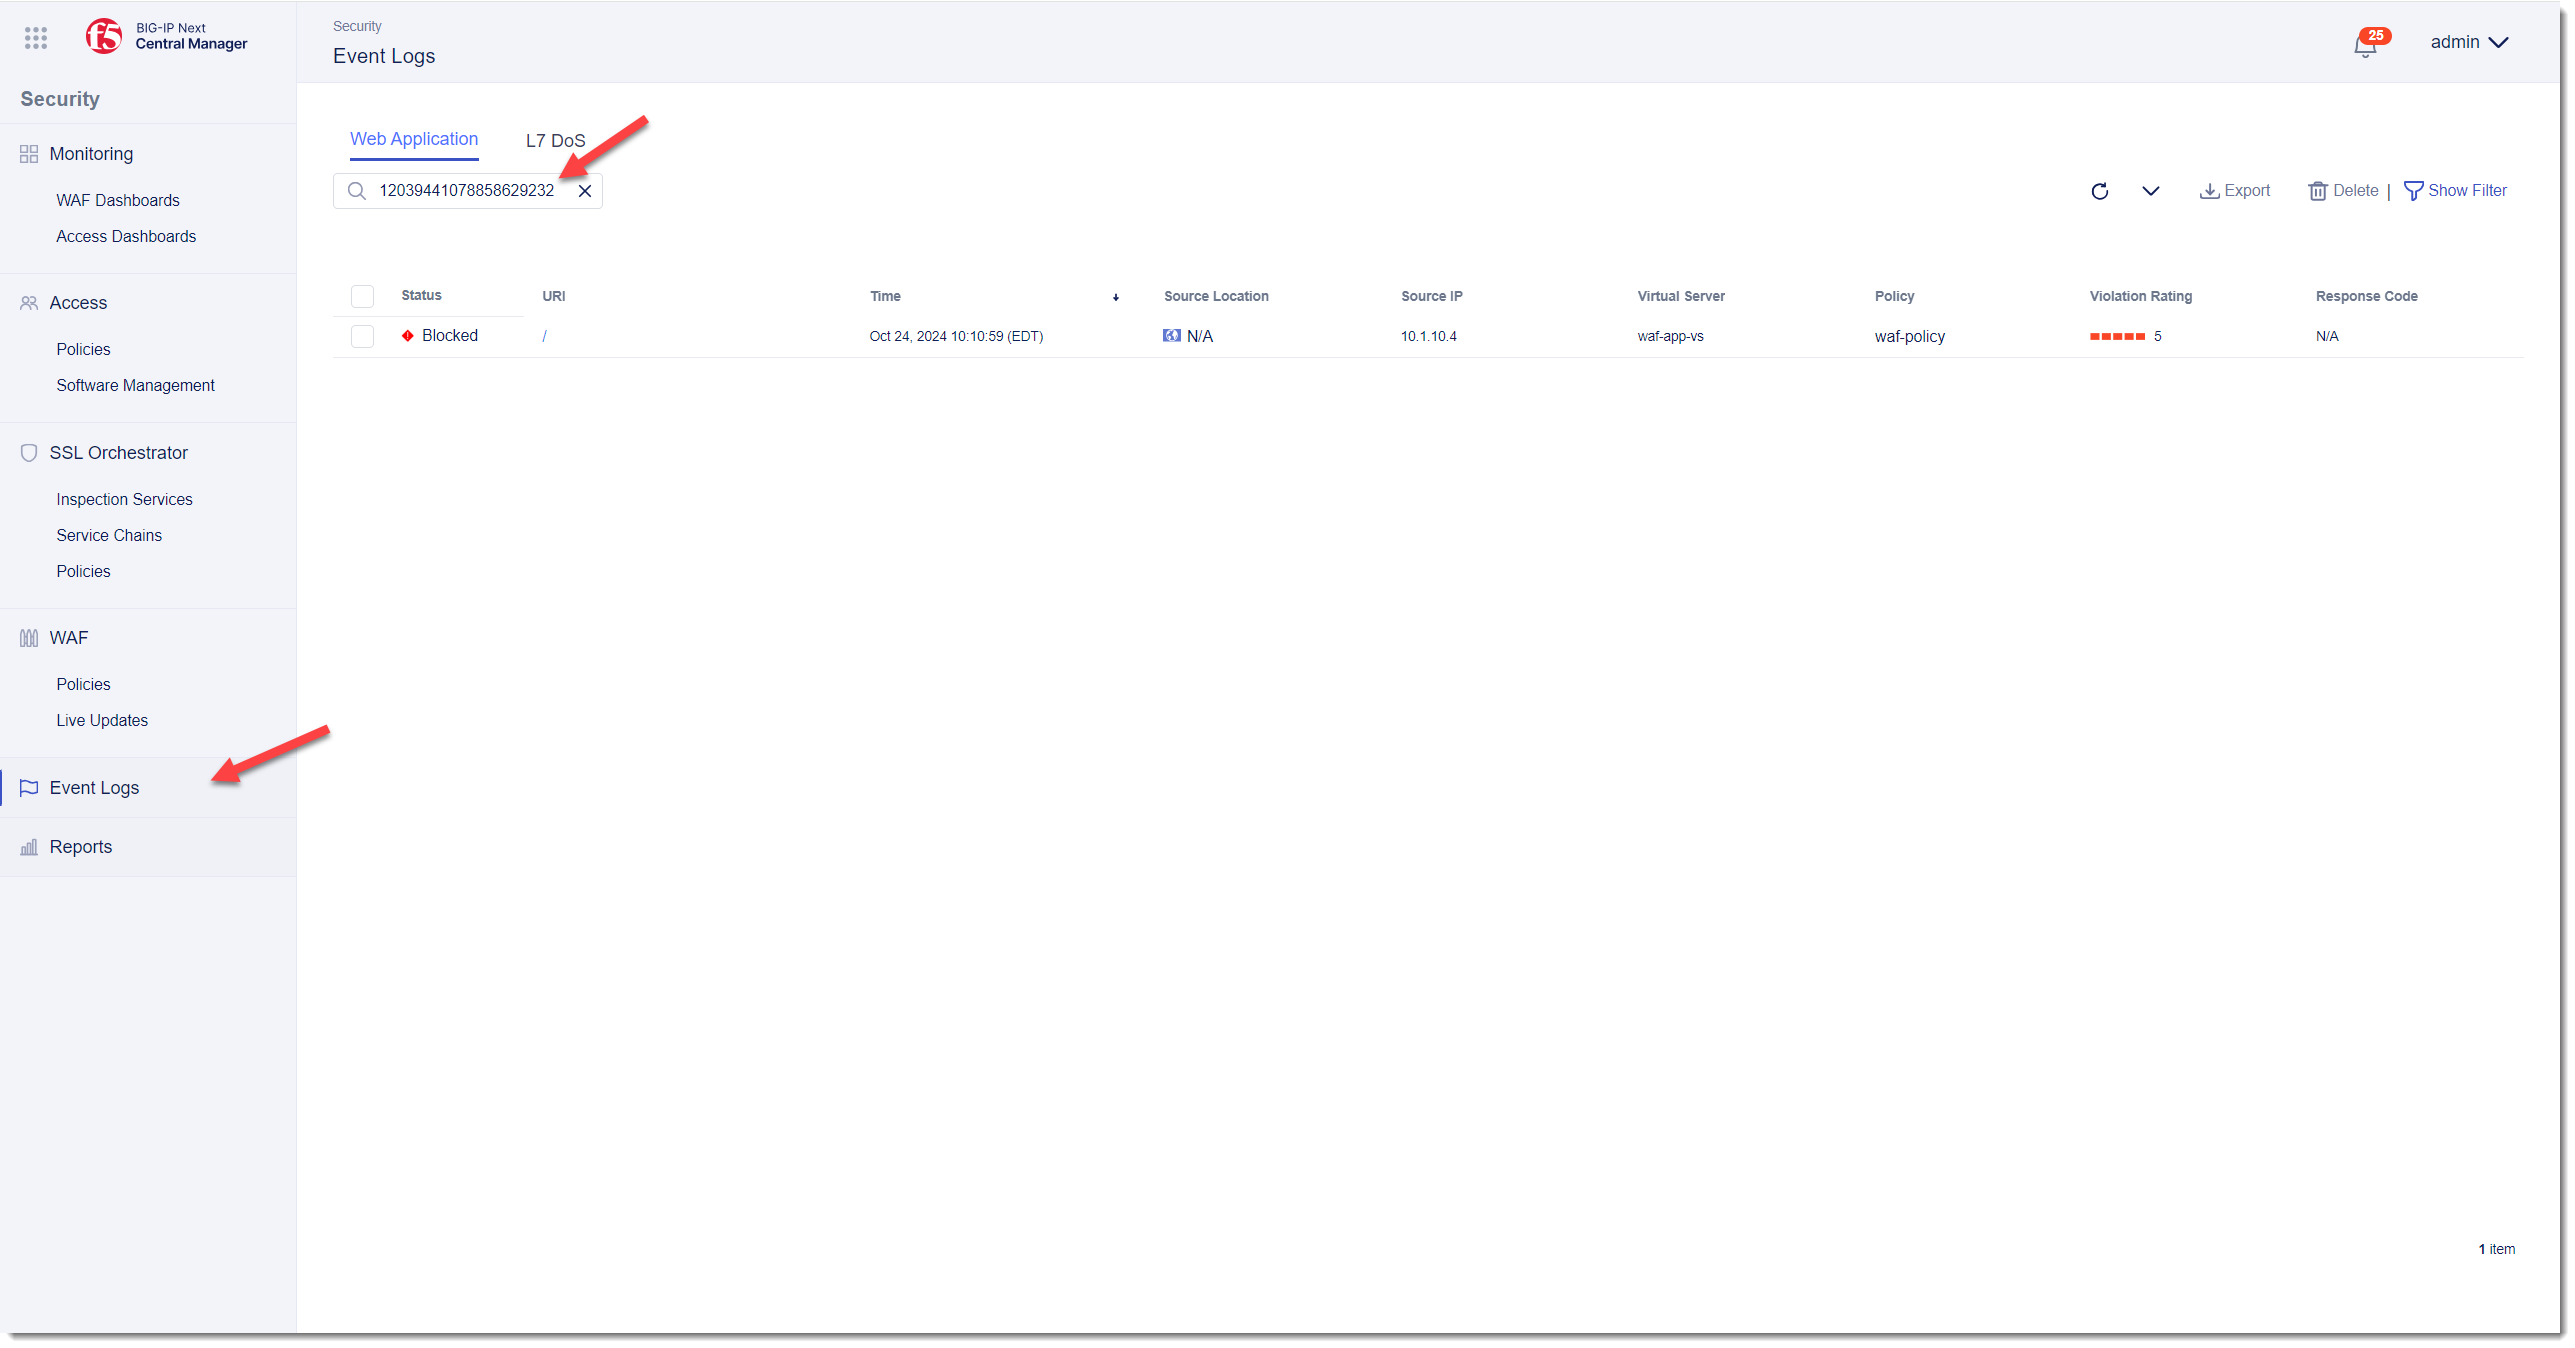 BIG-IP Next
Central Manager
Security
Event Logs
25
admin
Security
Monitoring
WAF Dashboards
Access Dashboards
Access
Policies
Software Management
SSL Orchestrator
Inspection Services
Service Chains
Policies
WAF
Policies
Live Updates
Event Logs
Reports
Web Application L7 DoS
12039441078858629232
Export Delete | Show Filter
Status URI Time Source Location Source IP Virtual Server Policy Violation Rating Response Code
Blocked / Oct 24, 2024 10:10:59 (EDT) N/A 10.1.10.4 waf-app-vs waf-policy 5 N/A
1 item